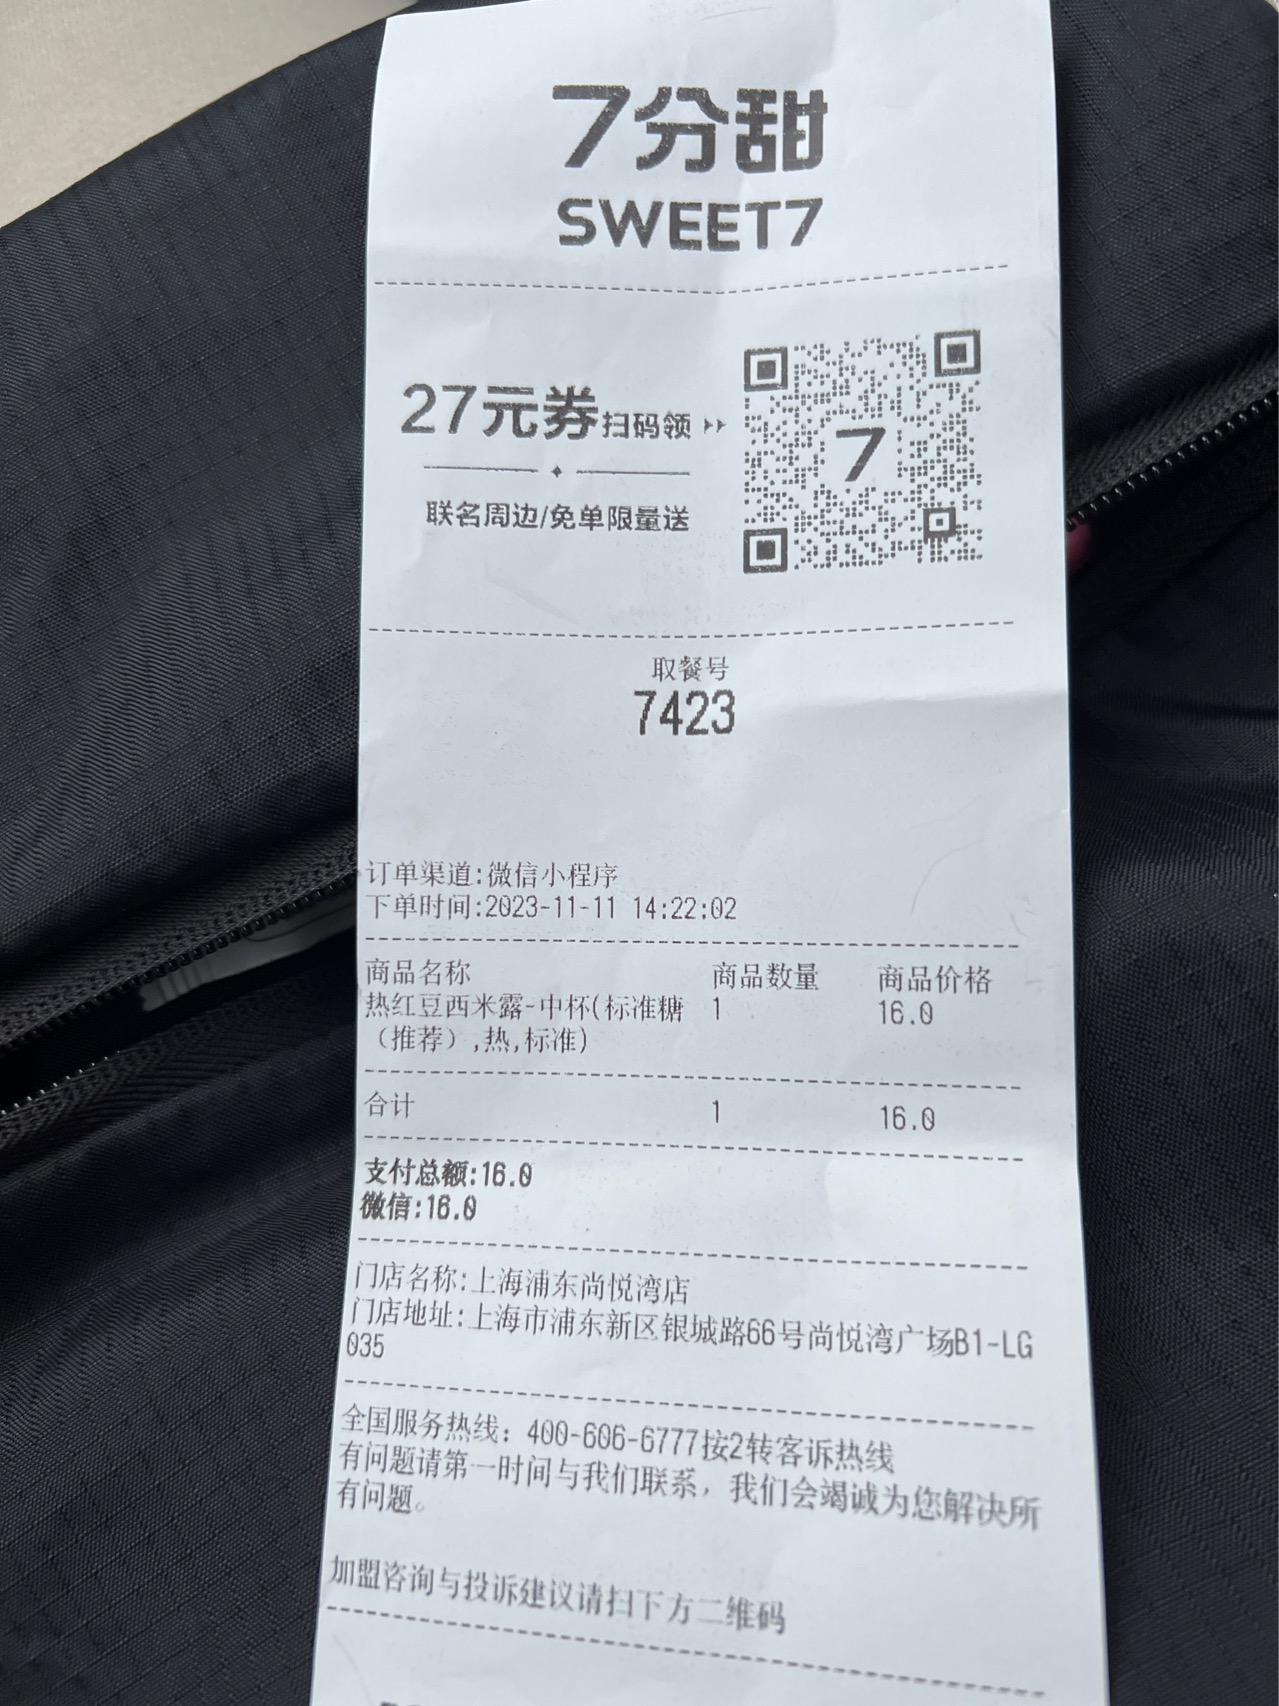 7分甜
SWEET7
27元券扫码领
联名周边/免单限量送
7
取餐号
7423
订单渠道:微信小程序
下单时间:2023-11-11 14:22:02
商品名称 商品数量 商品价格
热红豆西米露-中杯(标准糖 1 16.0
（推荐）,热,标准)
合计 1 16.0
支付总额:16.0
微信:16.0
门店名称:上海浦东尚悦湾店
门店地址:上海市浦东新区银城路66号尚悦湾广场B1-LG
035
全国服务热线：400-606-6777按2转客诉热线
有问题请第一时间与我们联系，我们会竭诚为您解决所
有问题。
加盟咨询与投诉建议请扫下方二维码